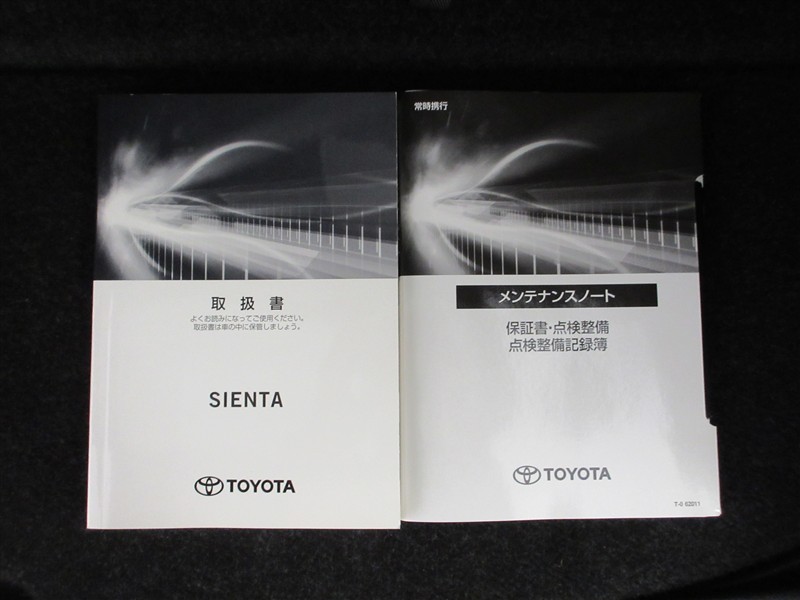 取扱書
よくお読みになってご使用ください。
取扱書は車の中に保管しましょう。
SIENTA
TOYOTA
常時携行
メンテナンスノート
保証書・点検整備
点検整備記録簿
TOYOTA
T-0 62011